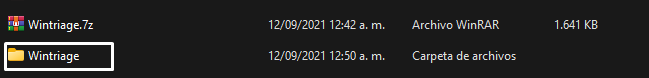 Wintriage.7z 12/09/2021 12:42 a. m. Archivo WinRAR 1.641 KB
Wintriage 12/09/2021 12:50 a. m. Carpeta de archivos